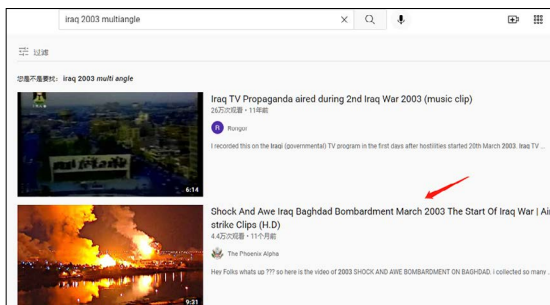 iraq 2003 multiangle
过滤
您是不是要找： iraq 2003 multi angle
Iraq TV Propaganda aired during 2nd Iraq War 2003 (music clip)
26万次观看 • 11年前
R Rongor
I recorded this on the Iraqi (governmental) TV program in the first days after hostilities started 20th March 2003. Iraq TV ...
6:14
Shock And Awe Iraq Baghdad Bombardment March 2003 The Start Of Iraq War | Air
strike Clips (H.D)
4.4万次观看 • 11个月前
The Phoenix Alpha
Hey Folks whats up ??? so here is the video of 2003 SHOCK AND AWE BOMBARDMENT ON BAGHDAD. i collected so many ...
9:31